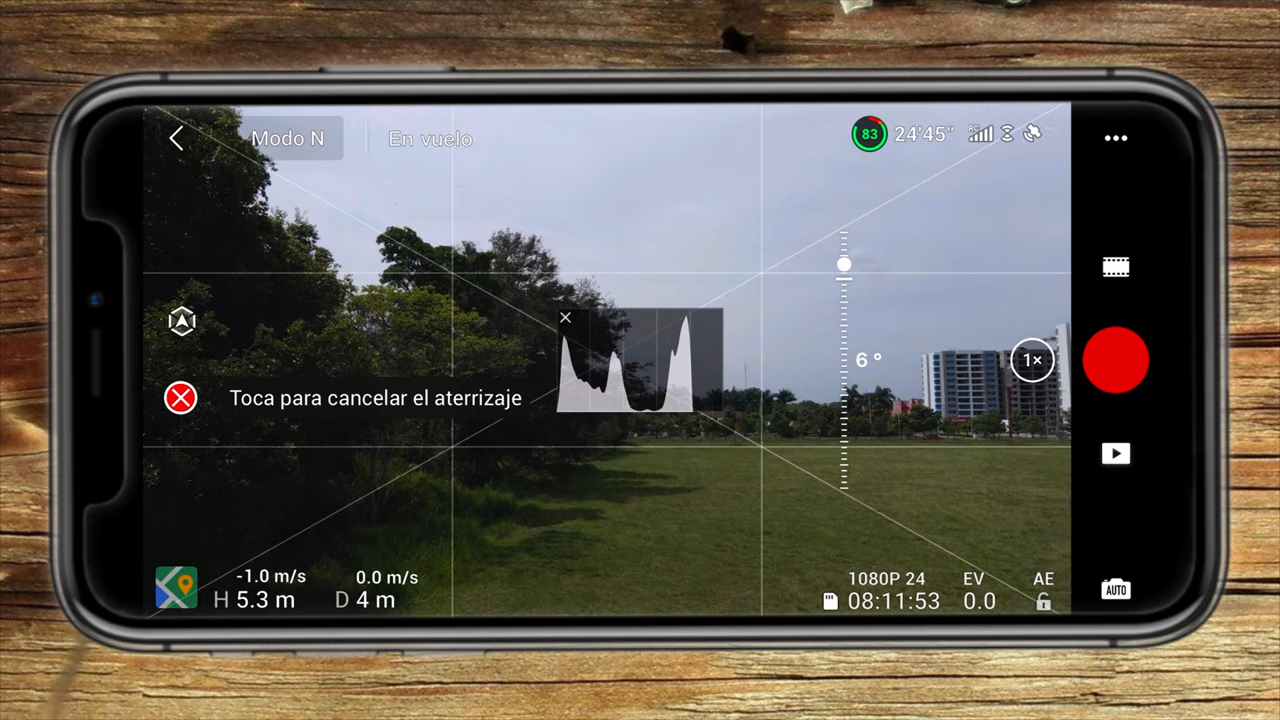 Modo N
En vuelo
83
24'45"
RC
1×
6 °
Toca para cancelar el aterrizaje
-1.0 m/s
0.0 m/s
H 5.3 m
D 4 m
1080P 24
EV
AE
08:11:53
0.0
AUTO